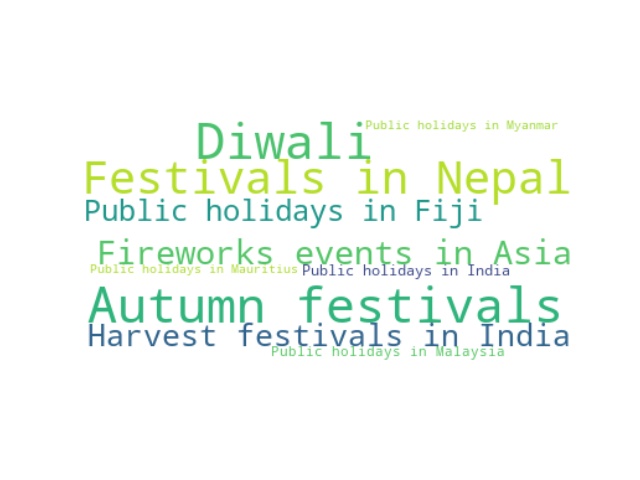 Diwali
Public holidays in Myanmar
Festivals in Nepal
Public holidays in Fiji
Fireworks events in Asia
Public holidays in Mauritius
Public holidays in India
Autumn festivals
Harvest festivals in India
Public holidays in Malaysia